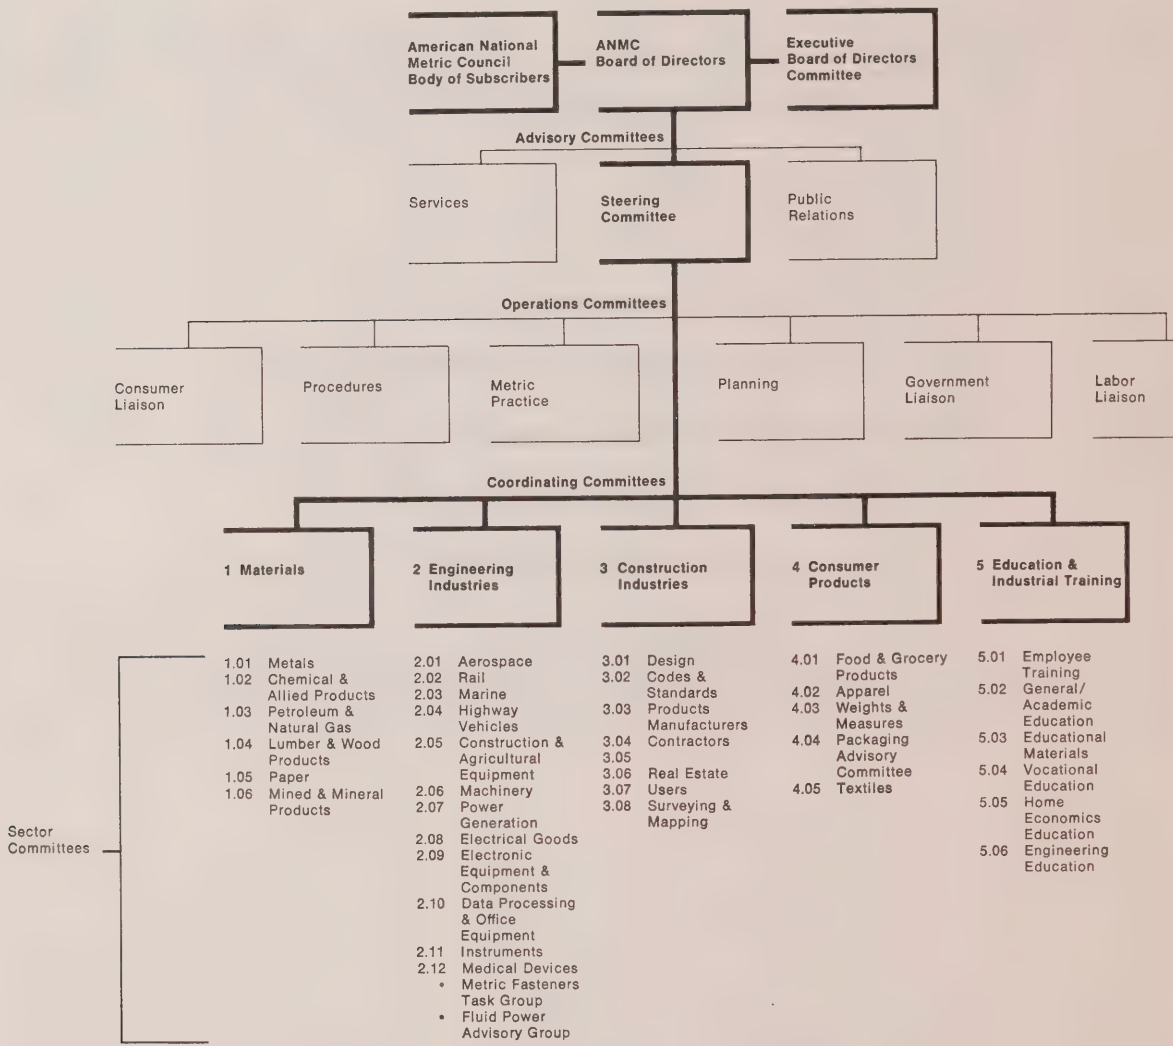 American National
Metric Council
Body of Subscribers
ANMC
Board of Directors
Executive
Board of Directors
Committee
Advisory Committees
Services
Steering
Committee
Public
Relations
Operations Committees
Consumer
Liaison
Procedures
Metric
Practice
Planning
Government
Liaison
Labor
Liaison
Coordinating Committees
1 Materials
2 Engineering
Industries
3 Construction
Industries
4 Consumer
Products
5 Education &
Industrial Training
Sector
Committees
1.01 Metals
1.02 Chemical &
Allied Products
1.03 Petroleum &
Natural Gas
1.04 Lumber & Wood
Products
1.05 Paper
1.06 Mined & Mineral
Products
2.01 Aerospace
2.02 Rail
2.03 Marine
2.04 Highway
Vehicles
2.05 Construction &
Agricultural
Equipment
2.06 Machinery
2.07 Power
Generation
2.08 Electrical Goods
2.09 Electronic
Equipment &
Components
2.10 Data Processing
& Office
Equipment
2.11 Instruments
2.12 Medical Devices
• Metric Fasteners
Task Group
• Fluid Power
Advisory Group
3.01 Design
3.02 Codes &
Standards
3.03 Products
Manufacturers
3.04 Contractors
3.05
3.06 Real Estate
3.07 Users
3.08 Surveying &
Mapping
4.01 Food & Grocery
Products
4.02 Apparel
4.03 Weights &
Measures
4.04 Packaging
Advisory
Committee
4.05 Textiles
5.01 Employee
Training
5.02 General/
Academic
Education
5.03 Educational
Materials
5.04 Vocational
Education
5.05 Home
Economics
Education
5.06 Engineering
Education